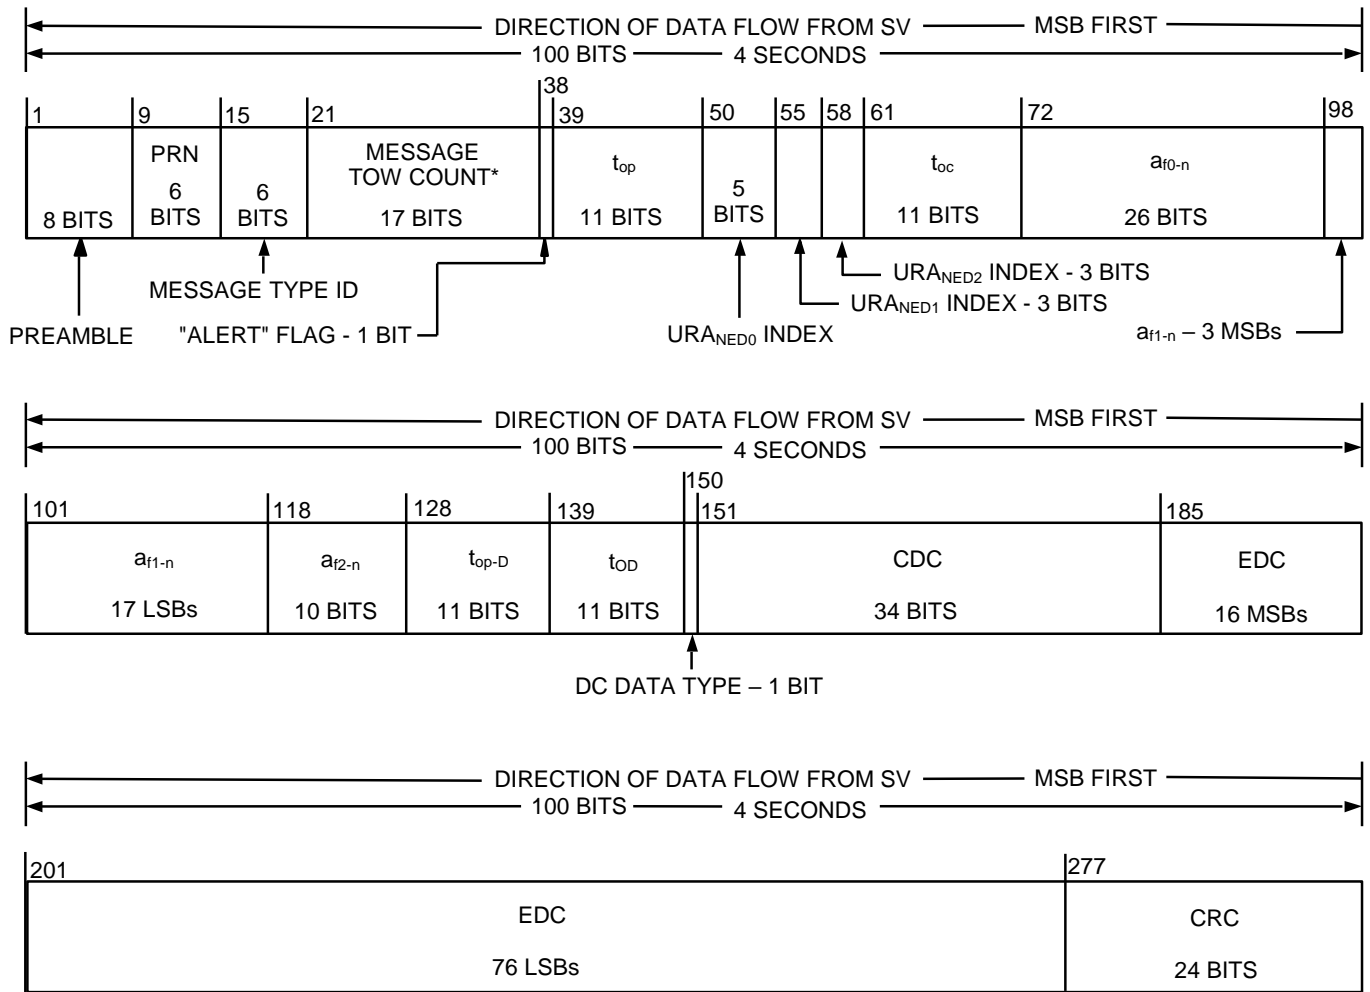 DIRECTION OF DATA FLOW FROM SV MSB FIRST
100 BITS 4 SECONDS
1 9 15 21 38 39 50 55 58 61 72 98
8 BITS
PRN
6
BITS
6
BITS
MESSAGE
TOW COUNT*
17 BITS
top
11 BITS
5
BITS
toc
11 BITS
af0-n
26 BITS
PREAMBLE
MESSAGE TYPE ID
"ALERT" FLAG - 1 BIT
URANED0 INDEX
URANED2 INDEX - 3 BITS
URANED1 INDEX - 3 BITS
af1-n – 3 MSBs
DIRECTION OF DATA FLOW FROM SV MSB FIRST
100 BITS 4 SECONDS
101 118 128 139 150 151 185
af1-n
17 LSBs
af2-n
10 BITS
top-D
11 BITS
tOD
11 BITS
CDC
34 BITS
EDC
16 MSBs
DC DATA TYPE – 1 BIT
DIRECTION OF DATA FLOW FROM SV MSB FIRST
100 BITS 4 SECONDS
201 277
EDC
76 LSBs
CRC
24 BITS